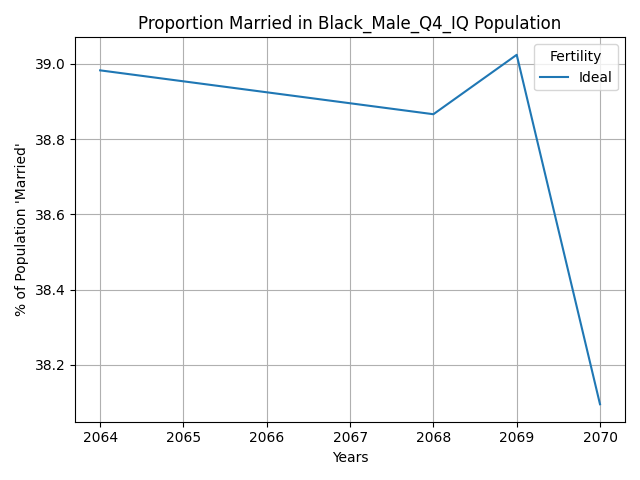 Proportion Married in Black_Male_Q4_IQ Population
Fertility
Ideal
39.0
38.8
38.6
38.4
38.2
% of Population 'Married'
2064 2065 2066 2067 2068 2069 2070
Years